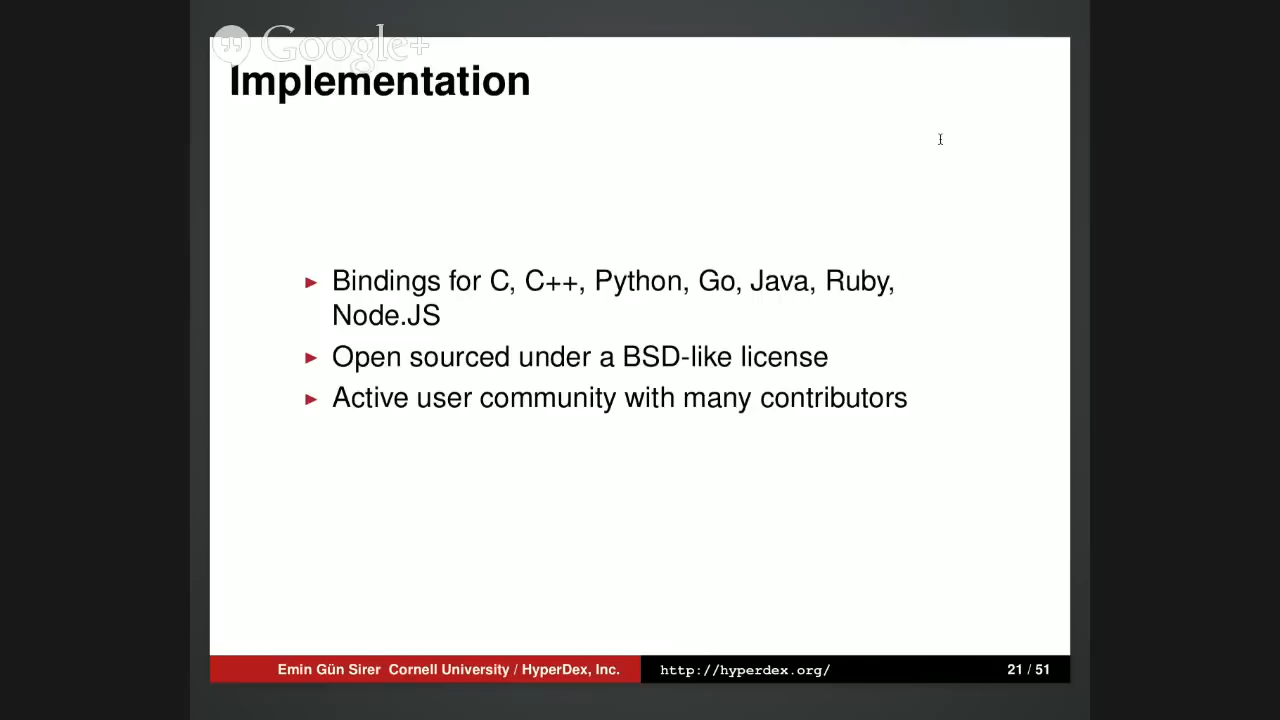 Google+
Implementation
Bindings for C, C++, Python, Go, Java, Ruby,
Node.JS
Open sourced under a BSD-like license
Active user community with many contributors
Emin Gün Sirer Cornell University / HyperDex, Inc.
http://hyperdex.org/
21 / 51